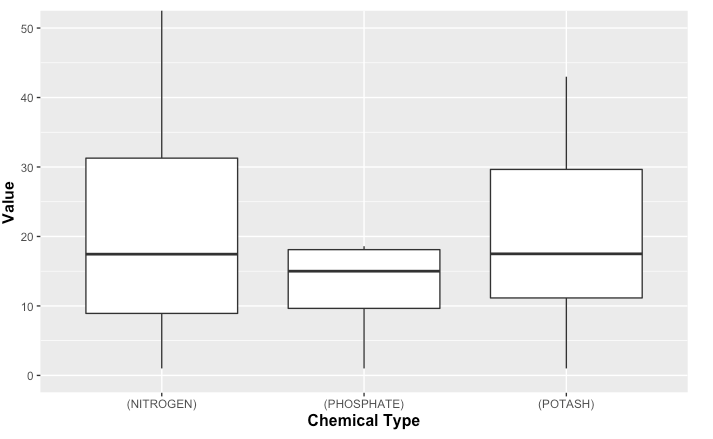 Value
50
40
30
20
10
0
(NITROGEN) (PHOSPHATE) (POTASH)
Chemical Type